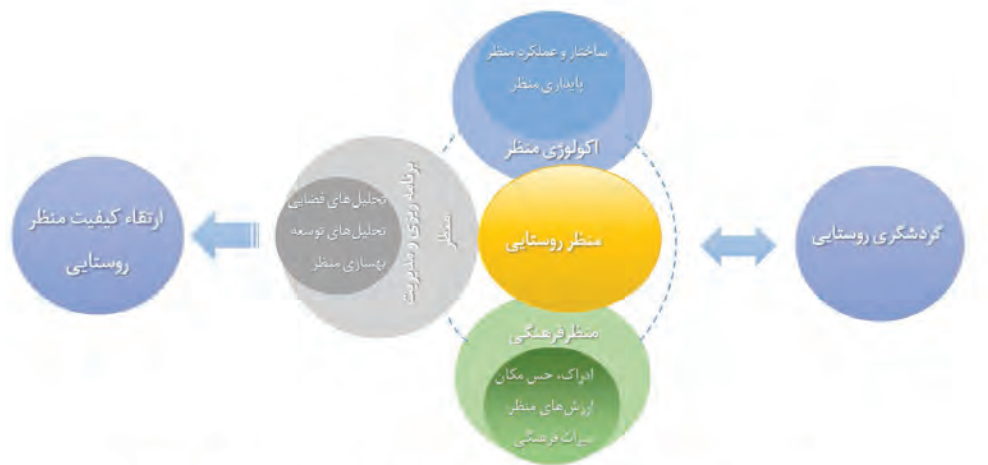 ساختار و عملکرد منظر
پایداری منظر
اکولوژی منظر
گردشگری روستایی
منظر روستایی
برنامه ریزی و مدیریت
منظر
تحلیل‌های فضایی
تحلیل‌های توسعه
بهسازی منظر
ارتقاء کیفیت منظر
روستایی
منظرفرهنگی
ادراک، حس مکان
ارزش‌های منظر
میراث فرهنگی